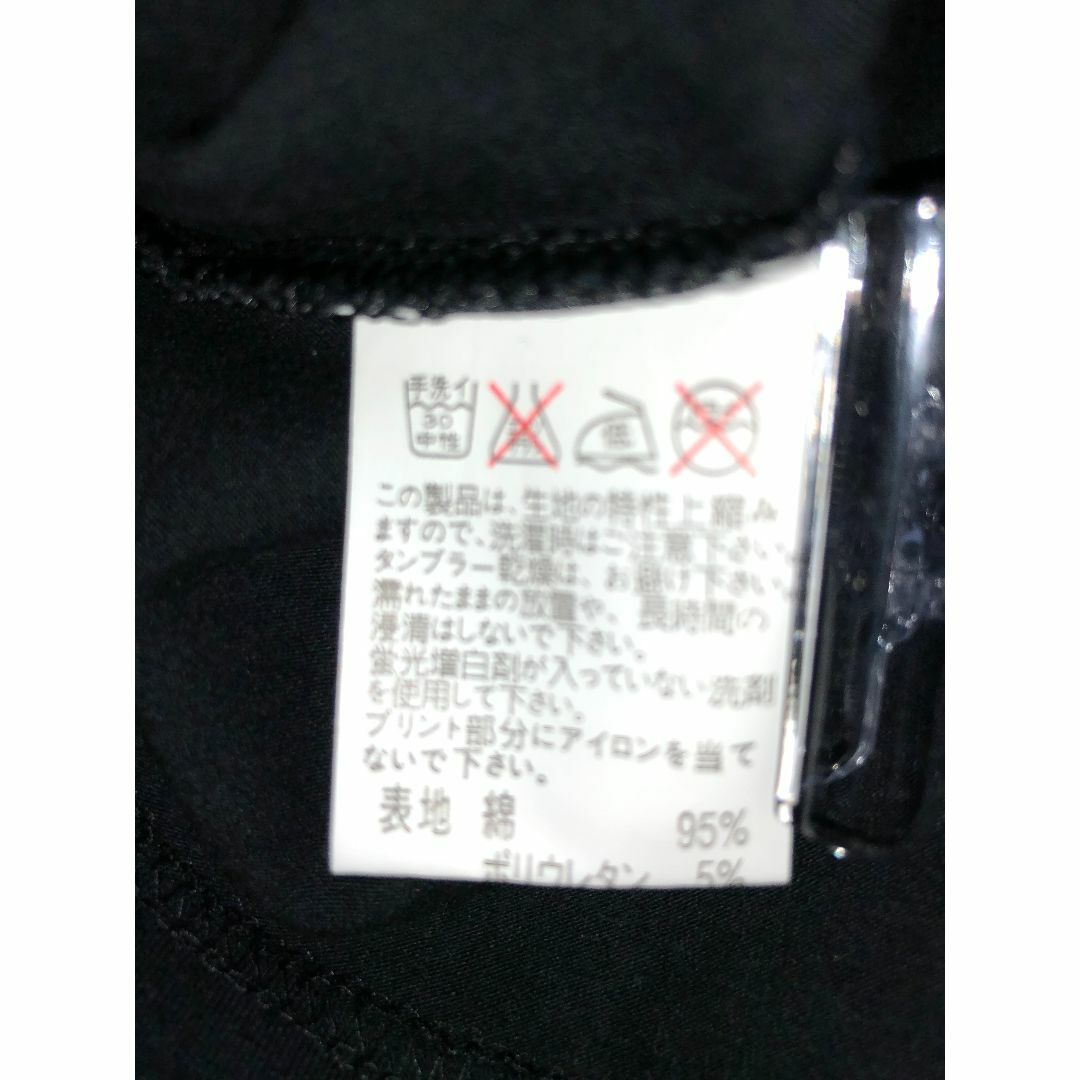 手洗イ
30
中性
低
この製品は、生地の特性上縮み
ますので、洗濯時はご注意下さい。
タンブラー乾燥は、お避け下さい。
濡れたままの放置や、長時間の
浸漬はしないで下さい。
蛍光増白剤が入っていない洗剤
を使用して下さい。
プリント部分にアイロンを当て
ないで下さい。
表地 綿 95%
ポリウレタン 5%